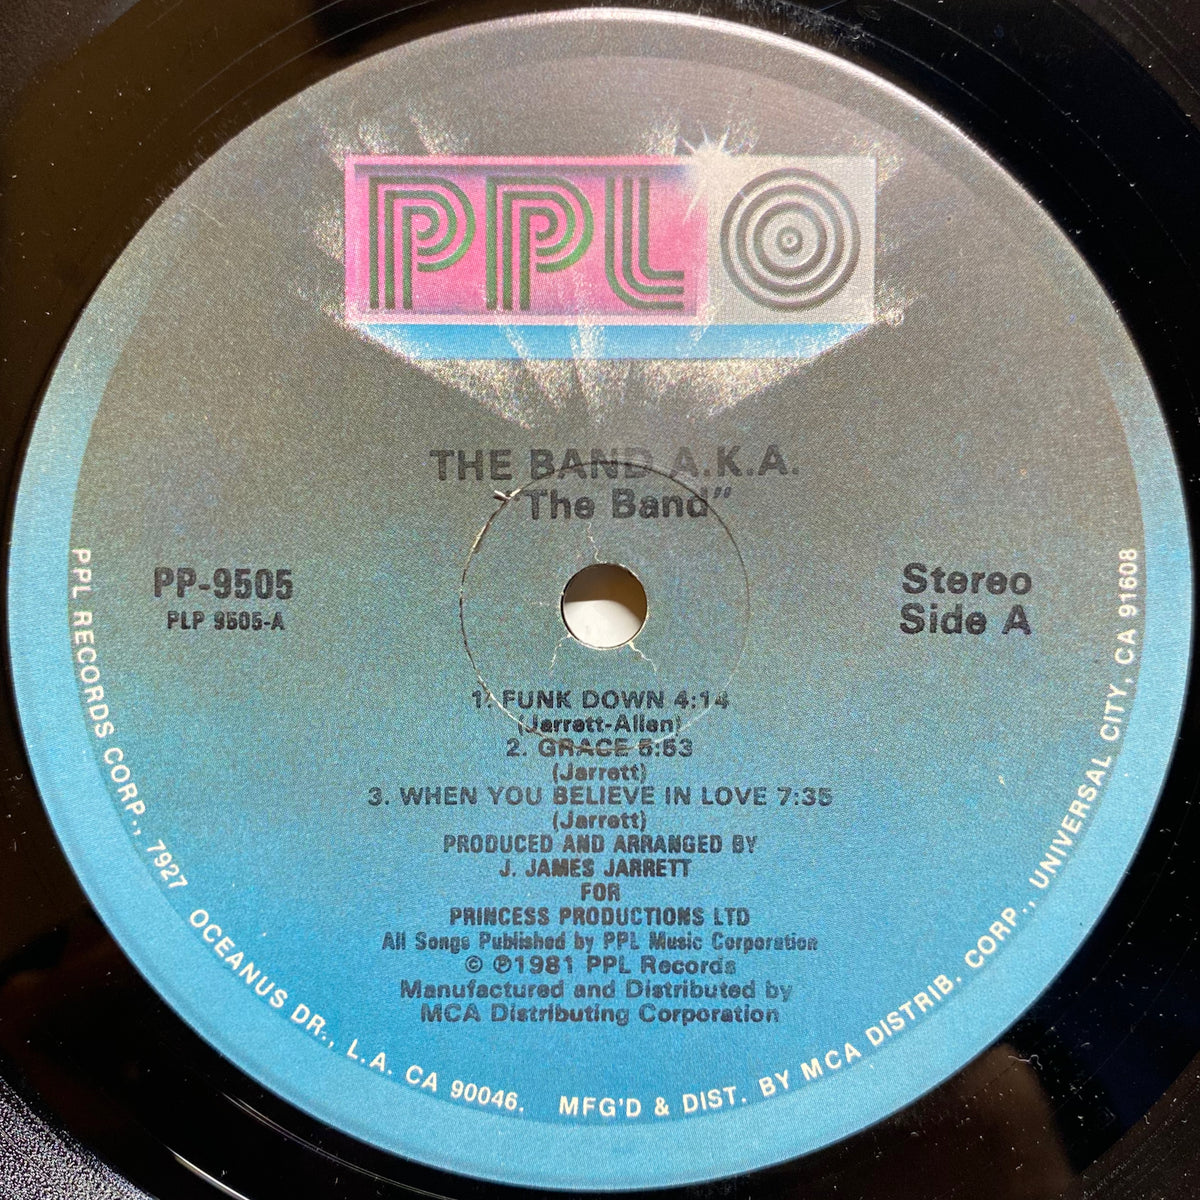 PPL
THE BAND A.K.A.
"The Band"
PP-9505
PLP 9505-A
Stereo
Side A
1. FUNK DOWN 4:14
(Jarrett-Allen)
2. GRACE 5:53
(Jarrett)
3. WHEN YOU BELIEVE IN LOVE 7:35
(Jarrett)
PRODUCED AND ARRANGED BY
J. JAMES JARRETT
FOR
PRINCESS PRODUCTIONS LTD
All Songs Published by PPL Music Corporation
© ℗1981 PPL Records
Manufactured and Distributed by
MCA Distributing Corporation
PPL RECORDS CORP., 7927 OCEANUS DR., L.A. CA 90046. MFG'D & DIST. BY MCA DISTRIB. CORP., UNIVERSAL CITY, CA 91608